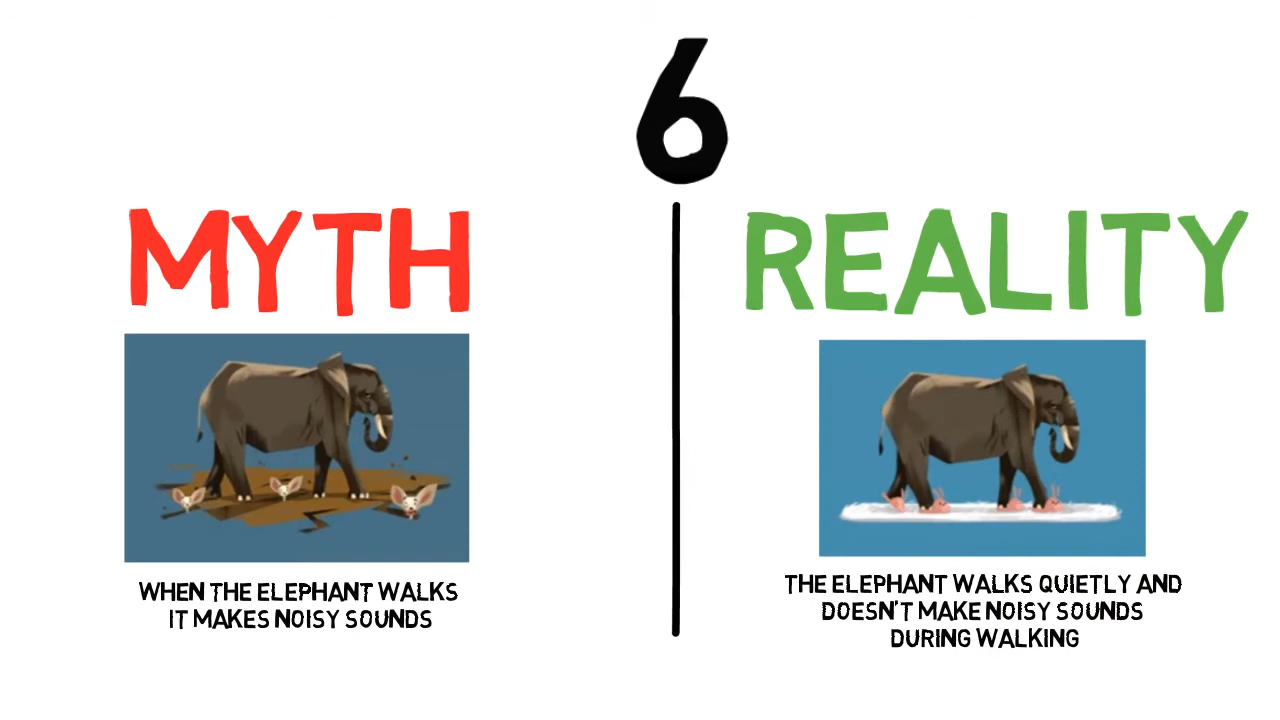 6
MYTH
WHEN THE ELEPHANT WALKS
IT MAKES NOISY SOUNDS
REALITY
THE ELEPHANT WALKS QUIETLY AND
DOESN'T MAKE NOISY SOUNDS
DURING WALKING